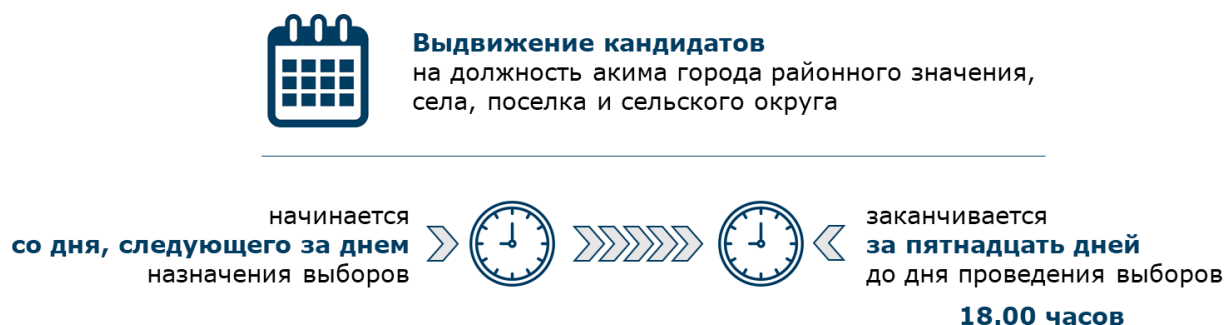 Выдвижение кандидатов
на должность акима города районного значения,
села, поселка и сельского округа
начинается
со дня, следующего за днем
назначения выборов
заканчивается
за пятнадцать дней
до дня проведения выборов
18.00 часов